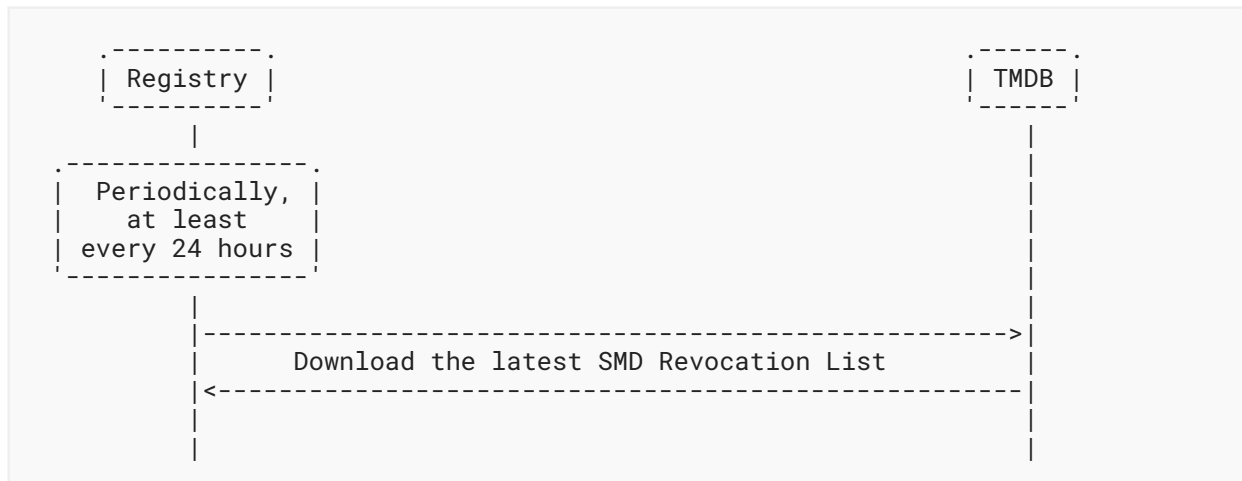 Registry
TMDB
Periodically,
at least
every 24 hours
Download the latest SMD Revocation List